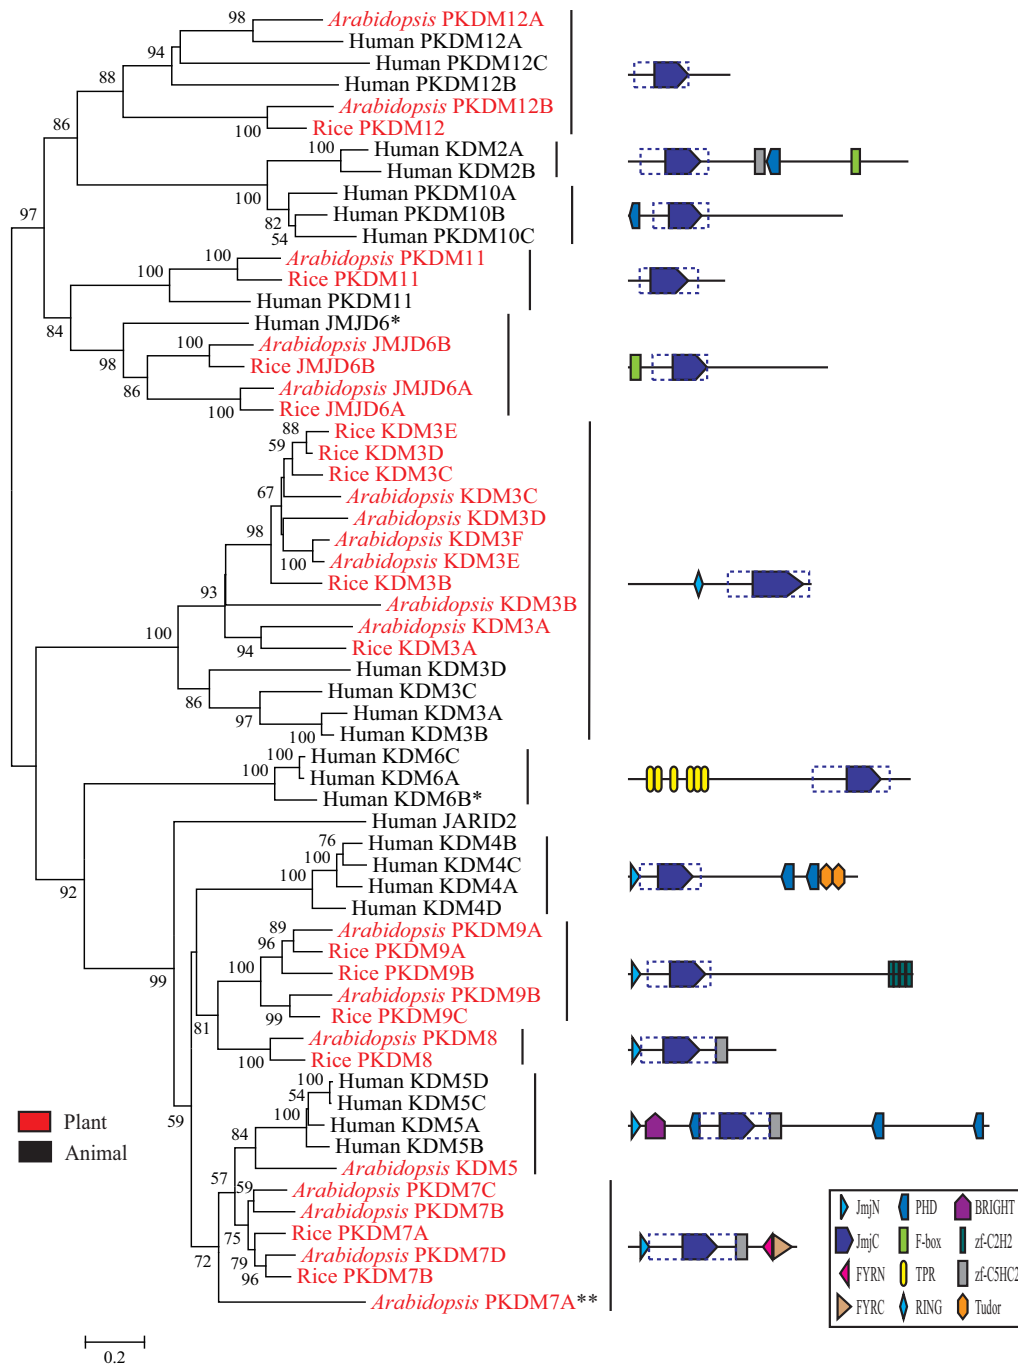 98
Arabidopsis PKDM12A
Human PKDM12A
94
Human PKDM12C
88
Human PKDM12B
Arabidopsis PKDM12B
100
Rice PKDM12
86
100
Human KDM2A
Human KDM2B
100
Human PKDM10A
82
Human PKDM10B
54
Human PKDM10C
97
100
Arabidopsis PKDM11
100
Rice PKDM11
Human PKDM11
84
Human JMJD6*
98
100
Arabidopsis JMJD6B
Rice JMJD6B
86
Arabidopsis JMJD6A
100
Rice JMJD6A
88
Rice KDM3E
59
Rice KDM3D
Rice KDM3C
67
Arabidopsis KDM3C
Arabidopsis KDM3D
98
Arabidopsis KDM3F
100
Arabidopsis KDM3E
Rice KDM3B
93
Arabidopsis KDM3B
Arabidopsis KDM3A
94
Rice KDM3A
100
Human KDM3D
86
Human KDM3C
97
Human KDM3A
100
Human KDM3B
100
Human KDM6C
100
Human KDM6A
Human KDM6B*
92
Human JARID2
76
Human KDM4B
100
Human KDM4C
100
Human KDM4A
Human KDM4D
89
Arabidopsis PKDM9A
96
Rice PKDM9A
100
Rice PKDM9B
99
Arabidopsis PKDM9B
99
Rice PKDM9C
81
Arabidopsis PKDM8
100
Rice PKDM8
100
Human KDM5D
54
Human KDM5C
100
Human KDM5A
59
84
Human KDM5B
Arabidopsis KDM5
57
59
Arabidopsis PKDM7C
Arabidopsis PKDM7B
75
Rice PKDM7A
72
79
Arabidopsis PKDM7D
96
Rice PKDM7B
Arabidopsis PKDM7A**
Plant
Animal
0.2
JmjN PHD BRIGHT
JmjC F-box zf-C2H2
FYRN TPR zf-C5HC2
FYRC RING Tudor